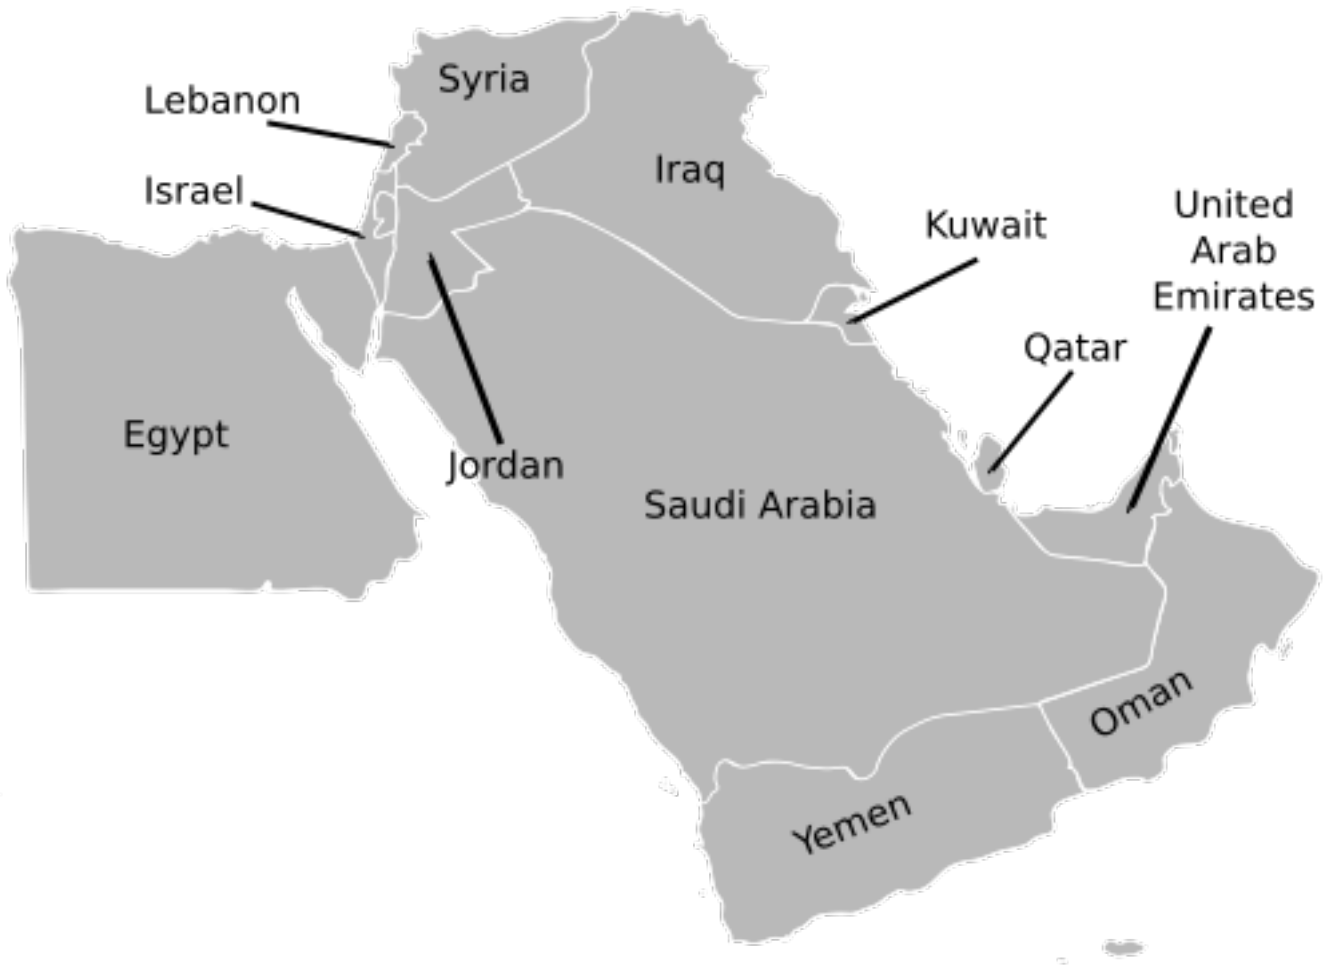 Syria
Lebanon
Iraq
Israel
Kuwait
United
Arab
Emirates
Qatar
Egypt
Jordan
Saudi Arabia
Oman
Yemen